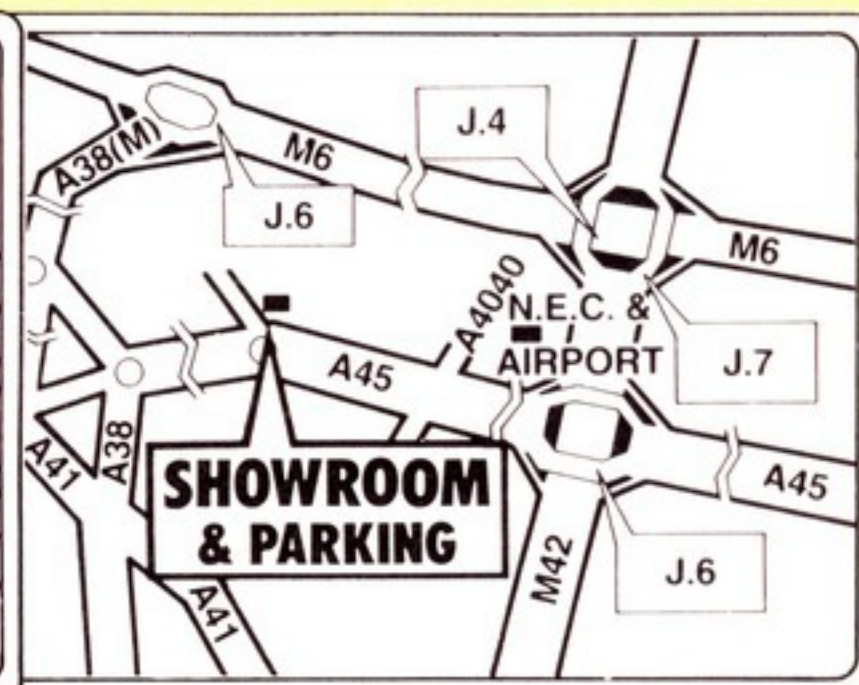 A38(M)
M6
J.4
J.6
M6
A4040
N.E.C. &
AIRPORT
J.7
A45
A41
A38
SHOWROOM
& PARKING
A45
M42
J.6
A41